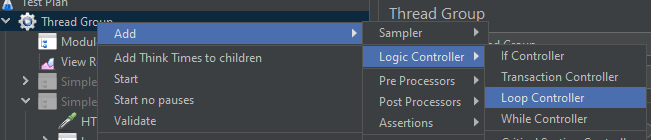 Test Plan
Thread Group
Modul
View R
Simple
Simple
HT
Add
Add Think Times to children
Start
Start no pauses
Validate
Thread Group
Sampler
Logic Controller
Pre Processors
Post Processors
Assertions
If Controller
Transaction Controller
Loop Controller
While Controller